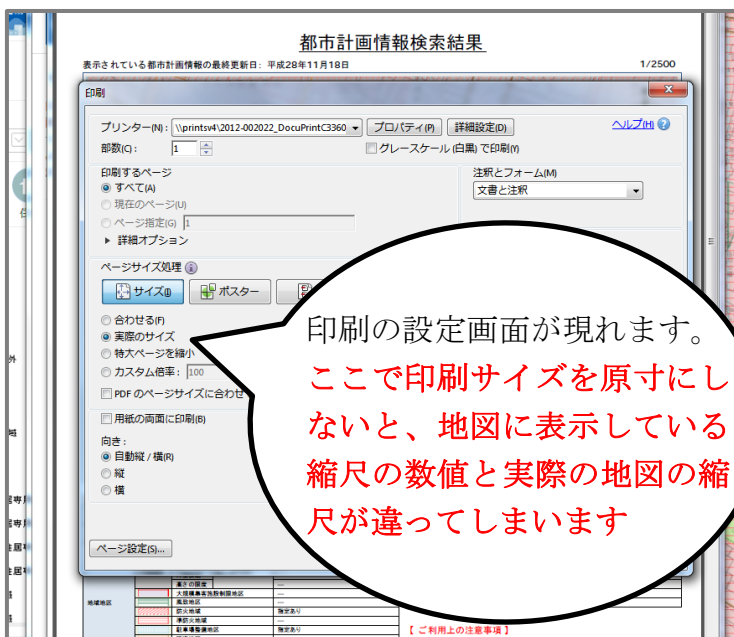 都市計画情報検索結果
表示されている都市計画情報の最終更新日: 平成28年11月18日
1/2500
印刷
プリンター(N):
\\printsv4\2012-002022_DocuPrintC3360
プロパティ(P)
詳細設定(D)
ヘルプ(H)
部数(C):
1
グレースケール (白黒) で印刷(Y)
印刷するページ
すべて(A)
現在のページ(U)
ページ指定(G) 1
詳細オプション
注釈とフォーム(M)
文書と注釈
ページサイズ処理
サイズ(I)
ポスター
合わせる(F)
実際のサイズ
特大ページを縮小
カスタム倍率: 100
PDF のページサイズに合わせ
用紙の両面に印刷(B)
向き:
自動縦 / 横(R)
縦
横
ページ設定(S)...
印刷の設定画面が現れます。
ここで印刷サイズを原寸にし
ないと、地図に表示している
縮尺の数値と実際の地図の縮
尺が違ってしまいます
地域地区
高さの限度 ---
大規模集客施設制限地区 ---
風致地区 ---
防火地域 指定あり
準防火地域 ---
駐車場整備地区 指定あり
【 ご利用上の注意事項 】